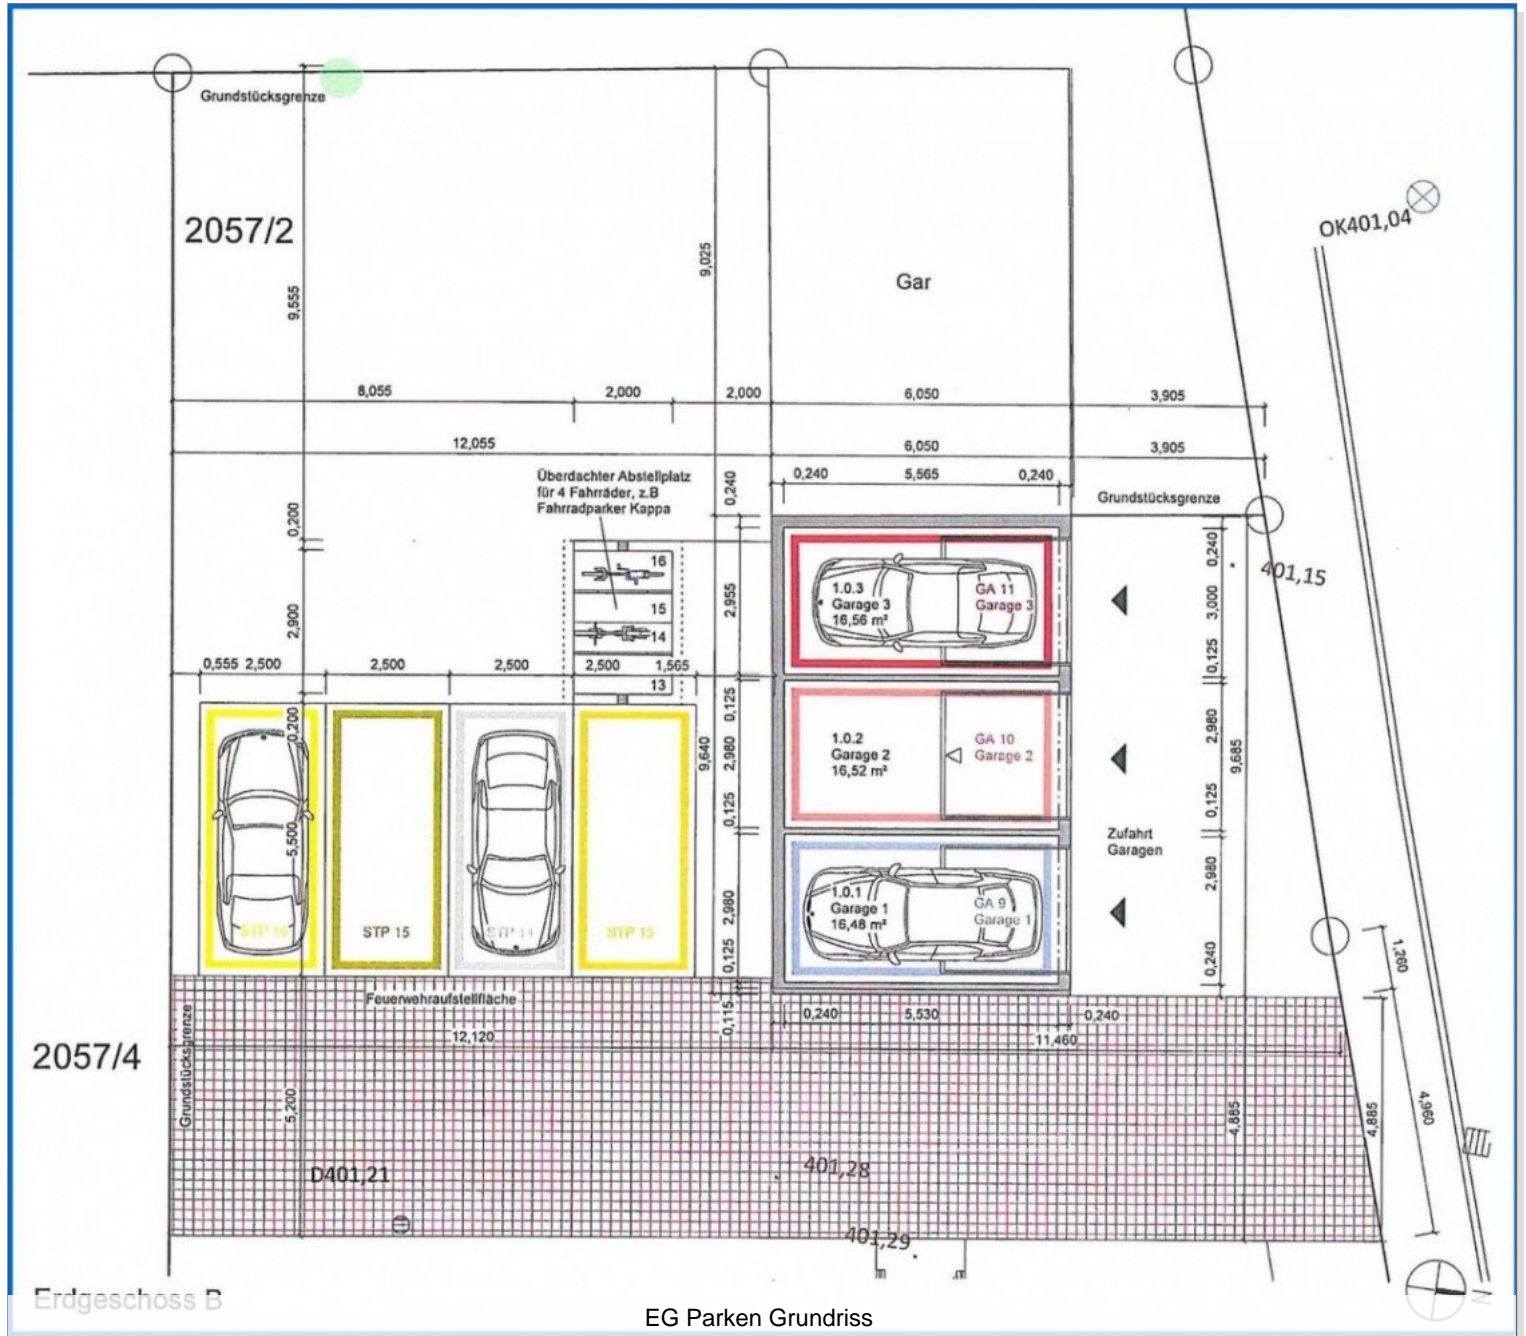 Grundstücksgrenze
2057/2
OK401,04
9,025
Gar
9,555
8,055
2,000
2,000
6,050
3,905
12,055
6,050
3,905
Überdachter Abstellplatz
für 4 Fahrräder, z.B
Fahrradparker Kappa
0,240
5,565
0,240
0,240
Grundstücksgrenze
0,200
16
15
14
13
2,900
2,955
1.0.3
Garage 3
16,56 m²
GA 11
Garage 3
0,240
3,000
0,125
401,15
0,555
2,500
2,500
2,500
2,500
1,565
0,200
5,500
0,125
9,640
2,980
0,125
1.0.2
Garage 2
16,52 m²
GA 10
Garage 2
2,980
9,685
0,125
Zufahrt
Garagen
2,980
0,125
1.0.1
Garage 1
16,48 m²
GA 9
Garage 1
2,980
0,240
STP 16
STP 15
STP 14
STP 13
1,260
Feuerwehraufstellfläche
0,115
0,240
5,530
0,240
12,120
11,460
2057/4
Grundstücksgrenze
5,200
4,885
4,885
4,960
D401,21
401,28
401,29
Erdgeschoss B
N
EG Parken Grundriss